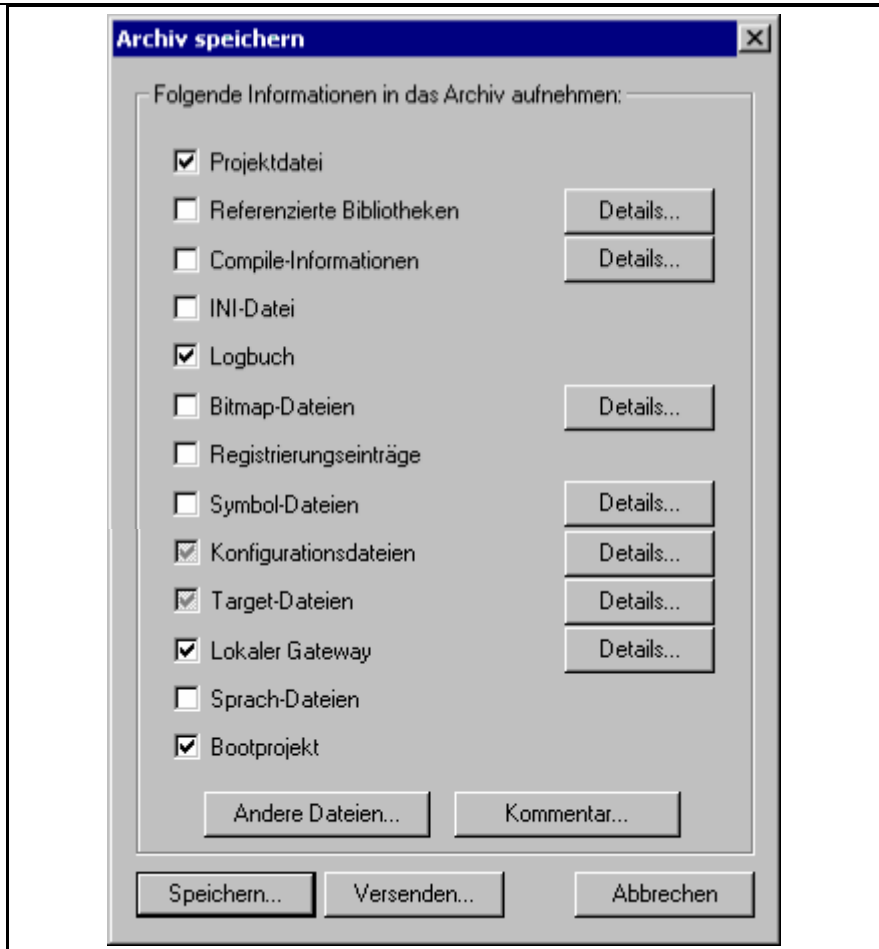 Archiv speichern
Folgende Informationen in das Archiv aufnehmen:
Projektdatei
Referenzierte Bibliotheken Details...
Compile-Informationen Details...
INI-Datei
Logbuch
Bitmap-Dateien Details...
Registrierungseinträge
Symbol-Dateien Details...
Konfigurationsdateien Details...
Target-Dateien Details...
Lokaler Gateway Details...
Sprach-Dateien
Bootprojekt
Andere Dateien... Kommentar...
Speichern... Versenden... Abbrechen